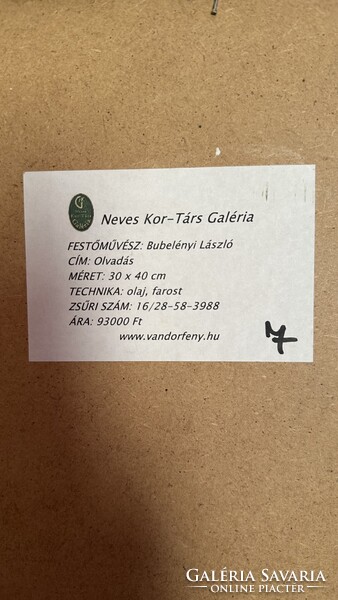 Neves Kor-Társ Galéria
FESTŐMŰVÉSZ: Bubelényi László
CÍM: Olvadás
MÉRET: 30 x 40 cm
TECHNIKA: olaj, farost
ZSŰRI SZÁM: 16/28-58-3988
ÁRA: 93000 Ft
www.vandorfeny.hu
7
GALÉRIA SAVARIA
ONLINE PIACTÉR